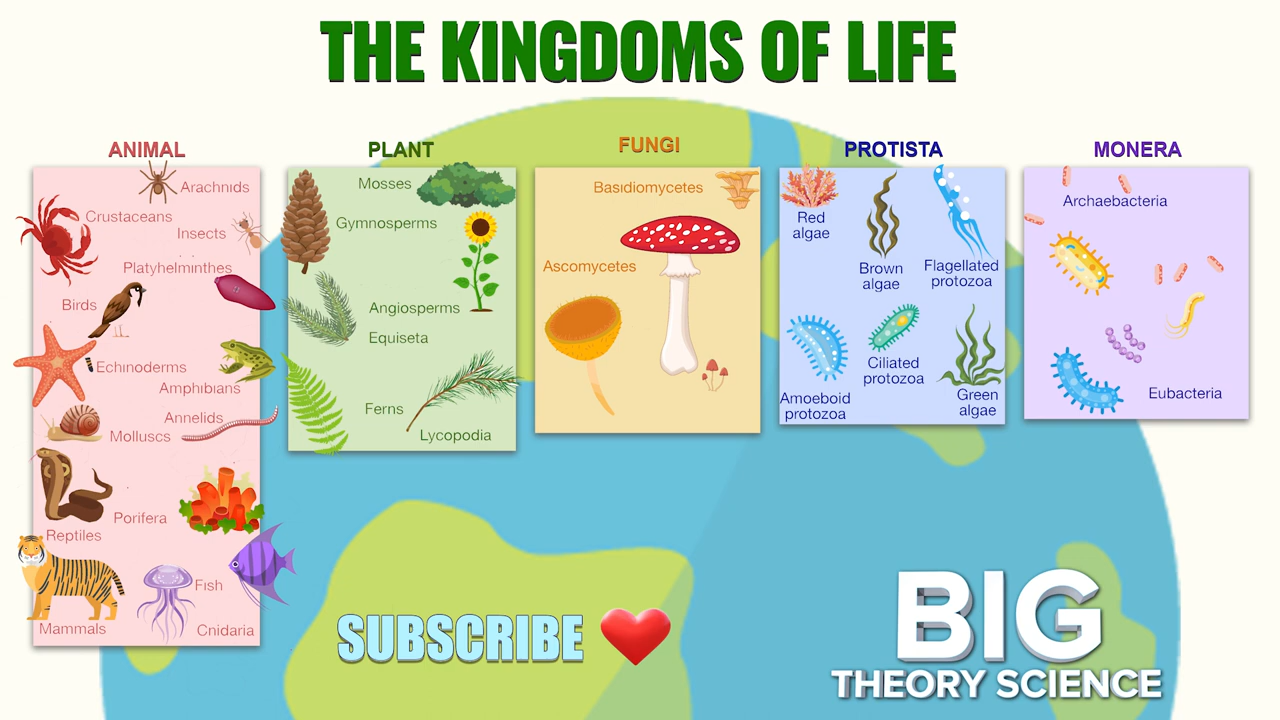 THE KINGDOMS OF LIFE
ANIMAL
Arachnids
Crustaceans
Insects
Platyhelminthes
Birds
Echinoderms
Amphibians
Annelids
Molluscs
Porifera
Reptiles
Fish
Mammals
Cnidaria
PLANT
Mosses
Gymnosperms
Angiosperms
Equiseta
Ferns
Lycopodia
FUNGI
Basidiomycetes
Ascomycetes
PROTISTA
Red
algae
Brown
algae
Flagellated
protozoa
Ciliated
protozoa
Amoeboid
protozoa
Green
algae
MONERA
Archaebacteria
Eubacteria
SUBSCRIBE
BIG
THEORY SCIENCE